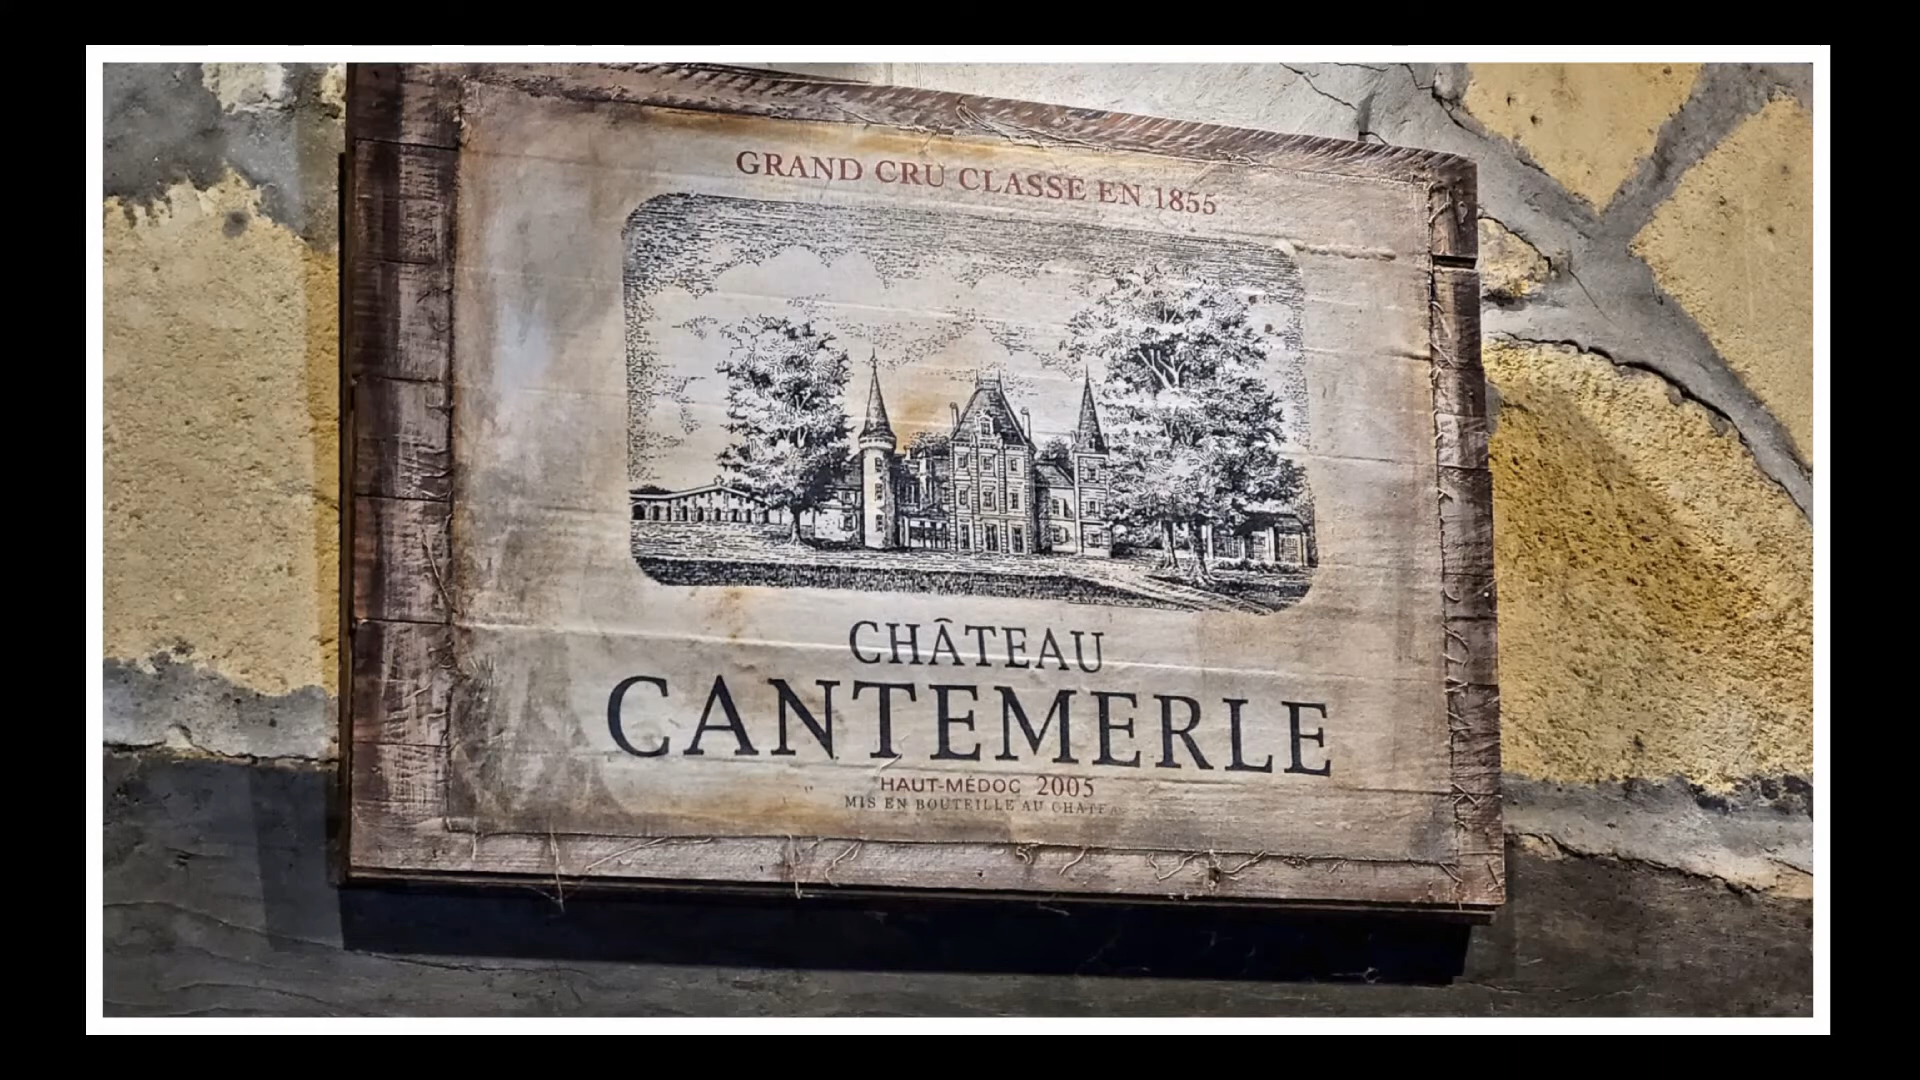 GRAND CRU CLASSE EN 1855
CHÂTEAU
CANTEMERLE
HAUT-MÉDOC 2005
MIS EN BOUTEILLE AU